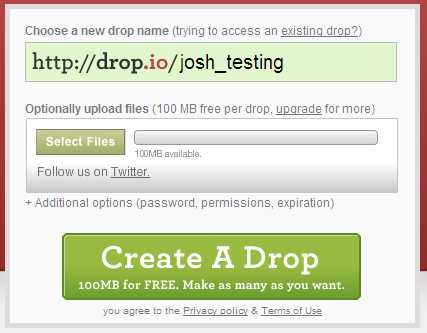 Choose a new drop name (trying to access an existing drop?)
http://drop.io/josh_testing
Optionally upload files (100 MB free per drop, upgrade for more)
Select Files
100MB available.
Follow us on Twitter.
+ Additional options (password, permissions, expiration)
Create A Drop
100MB for FREE. Make as many as you want.
you agree to the Privacy policy & Terms of Use